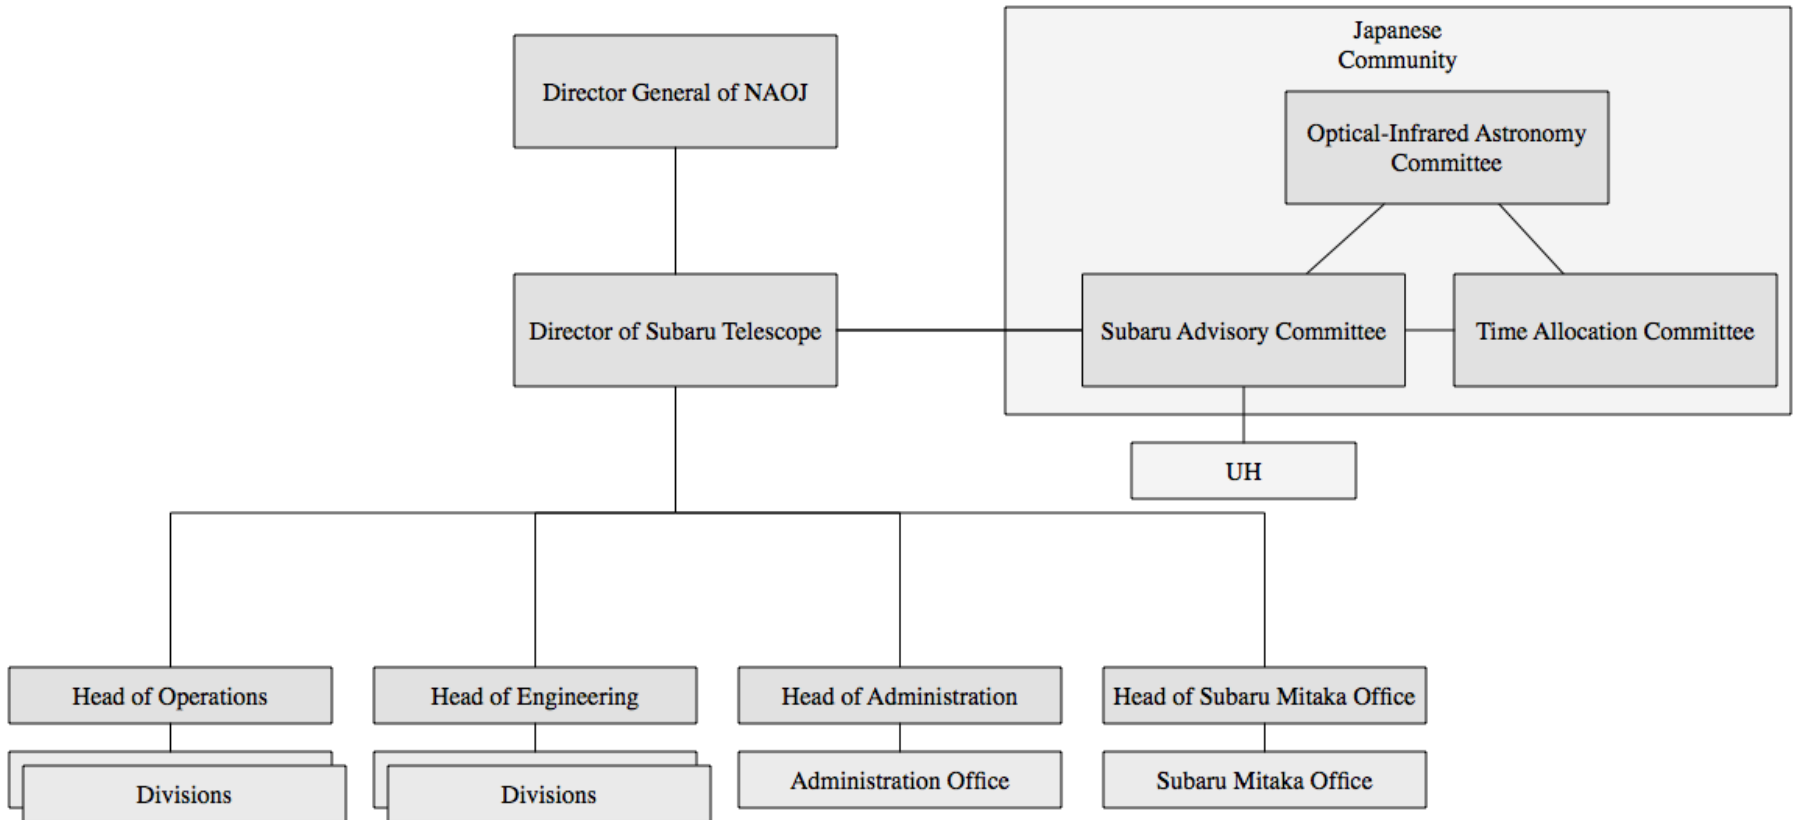 Director General of NAOJ
Japanese
Community
Optical-Infrared Astronomy
Committee
Director of Subaru Telescope
Subaru Advisory Committee
Time Allocation Committee
UH
Head of Operations
Head of Engineering
Head of Administration
Head of Subaru Mitaka Office
Divisions
Divisions
Administration Office
Subaru Mitaka Office